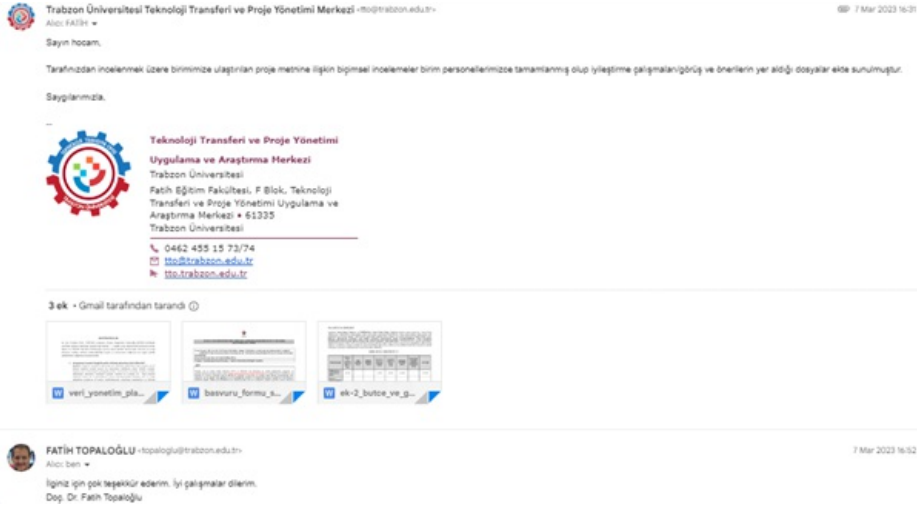 Trabzon Üniversitesi Teknoloji Transferi ve Proje Yönetimi Merkezi <tto@trabzon.edu.tr>
7 Mar 2023 16:31
Alıcı: FATİH
Sayın hocam,
Tarafınızdan incelenmek üzere birimimize ulaştırılan proje metnine ilişkin biçimsel incelemeler birim personellerimizce tamamlanmış olup iyileştirme çalışmaları/görüş ve önerilerin yer aldığı dosyalar ekte sunulmuştur.
Saygılarımızla,
--
Teknoloji Transferi ve Proje Yönetimi
Uygulama ve Araştırma Merkezi
Trabzon Üniversitesi
Fatih Eğitim Fakültesi, F Blok, Teknoloji
Transferi ve Proje Yönetimi Uygulama ve
Araştırma Merkezi • 61335
Trabzon Üniversitesi
0462 455 15 73/74
tto@trabzon.edu.tr
tto.trabzon.edu.tr
3 ek • Gmail tarafından tarandı
veri_yonetim_pla...
basvuru_formu_s...
ek-2_butce_ve_g...
FATİH TOPALOĞLU <topaloglu@trabzon.edu.tr>
7 Mar 2023 16:52
Alıcı: ben
İlginiz için çok teşekkür ederim. İyi çalışmalar dilerim.
Doç. Dr. Fatih Topaloğlu